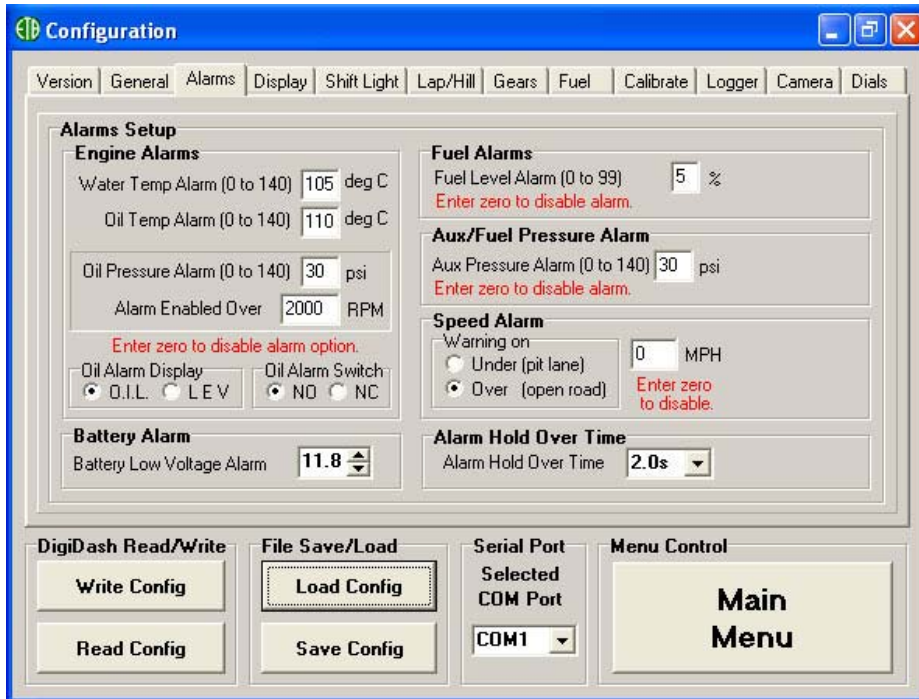 ETB Configuration
Version General Alarms Display Shift Light Lap/Hill Gears Fuel Calibrate Logger Camera Dials
Alarms Setup
Engine Alarms
Water Temp Alarm (0 to 140) 105 deg C
Oil Temp Alarm (0 to 140) 110 deg C
Oil Pressure Alarm (0 to 140) 30 psi
Alarm Enabled Over 2000 RPM
Enter zero to disable alarm option.
Oil Alarm Display
O.I.L. L E V
Oil Alarm Switch
NO NC
Battery Alarm
Battery Low Voltage Alarm 11.8
Fuel Alarms
Fuel Level Alarm (0 to 99) 5 %
Enter zero to disable alarm.
Aux/Fuel Pressure Alarm
Aux Pressure Alarm (0 to 140) 30 psi
Enter zero to disable alarm.
Speed Alarm
Warning on
Under (pit lane)
Over (open road)
0 MPH
Enter zero
to disable.
Alarm Hold Over Time
Alarm Hold Over Time 2.0s
DigiDash Read/Write
Write Config
Read Config
File Save/Load
Load Config
Save Config
Serial Port
Selected
COM Port
COM1
Menu Control
Main
Menu